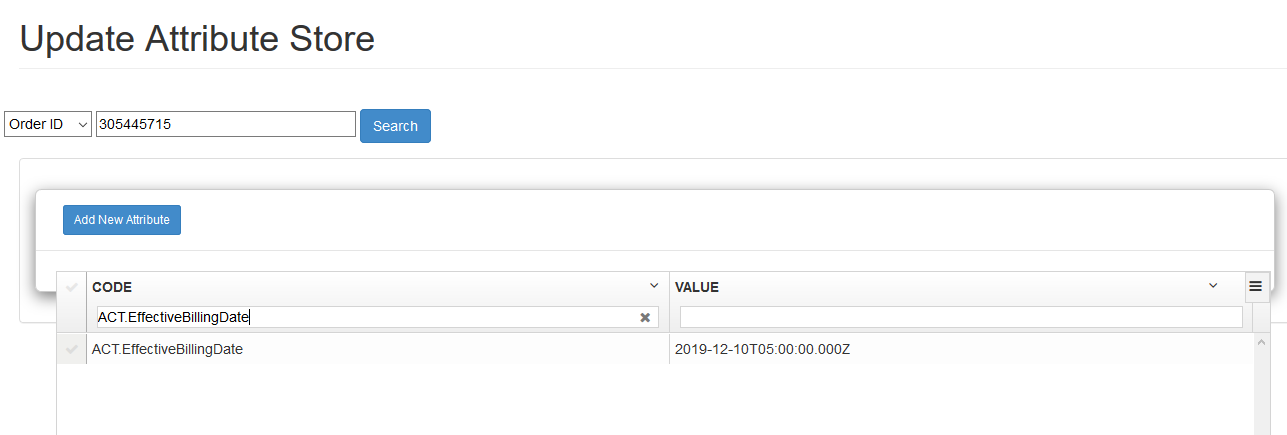 Update Attribute Store
Order ID 305445715 Search
Add New Attribute
CODE VALUE
ACT.EffectiveBillingDate
ACT.EffectiveBillingDate 2019-12-10T05:00:00.000Z